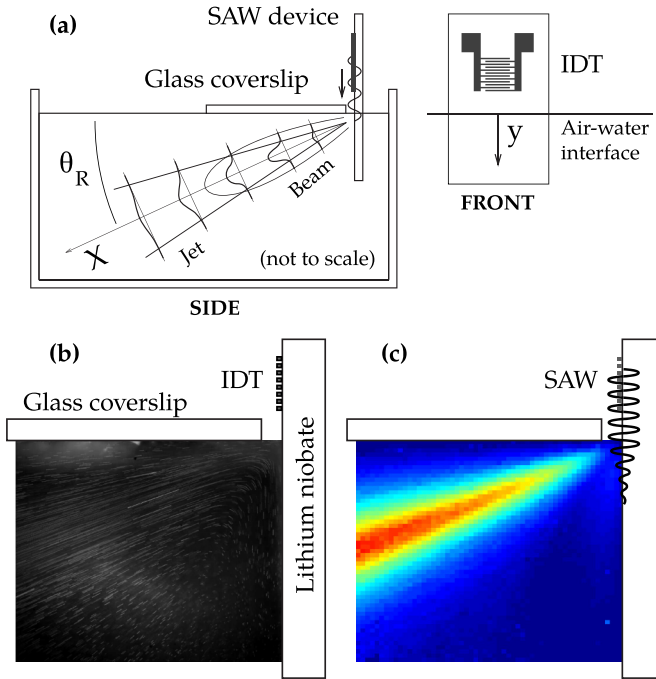 (a)
SAW device
Glass coverslip
θR
X
Jet
Beam
(not to scale)
SIDE
IDT
y
Air-water
interface
FRONT
(b)
IDT
Glass coverslip
Lithium niobate
(c)
SAW